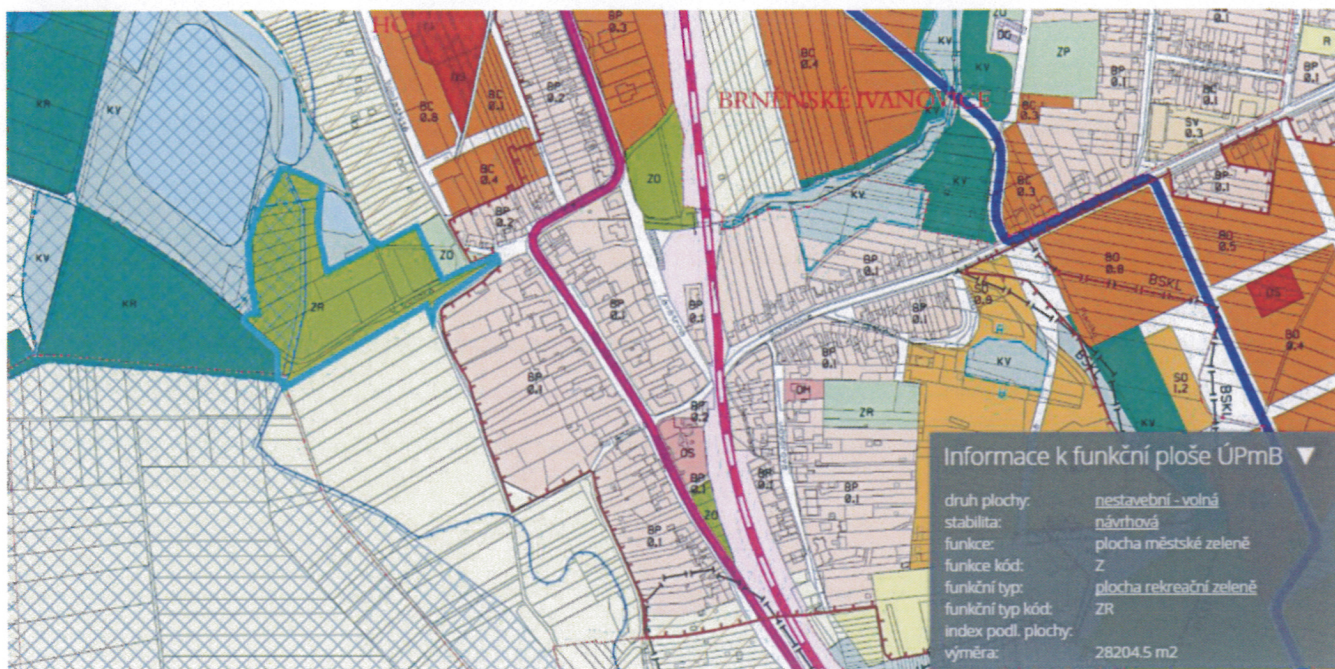 HO
BRNĚNSKÉ IVANOVICE
KR
KV
KV
KR
ZR
ZO
BC
0.8
BC
0.1
BC
0.4
BP
0.2
BP
0.2
BP
0.3
ZO
BC
0.4
KV
KV
KV
KV
KV
DG
ZP
BP
0.1
BC
0.1
BP
0.1
R
SV
0.3
BC
0.3
BC
0.3
BP
0.1
BO
0.5
BO
0.8
BSKL
OS
BO
0.4
BP
0.1
BP
0.1
BP
0.1
SO
0.8
KV
BSKL
KV
SO
1.2
BSKL
BP
0.1
BP
0.1
BP
0.1
OM
ZR
BP
0.2
OS
BP
0.1
ZO
BP
0.1
BP
0.1
Informace k funkční ploše ÚPmB ▼
druh plochy: nestavební - volná
stabilita: návrhová
funkce: plocha městské zeleně
funkce kód: Z
funkční typ: plocha rekreační zeleně
funkční typ kód: ZR
index podl. plochy:
výměra: 28204.5 m2